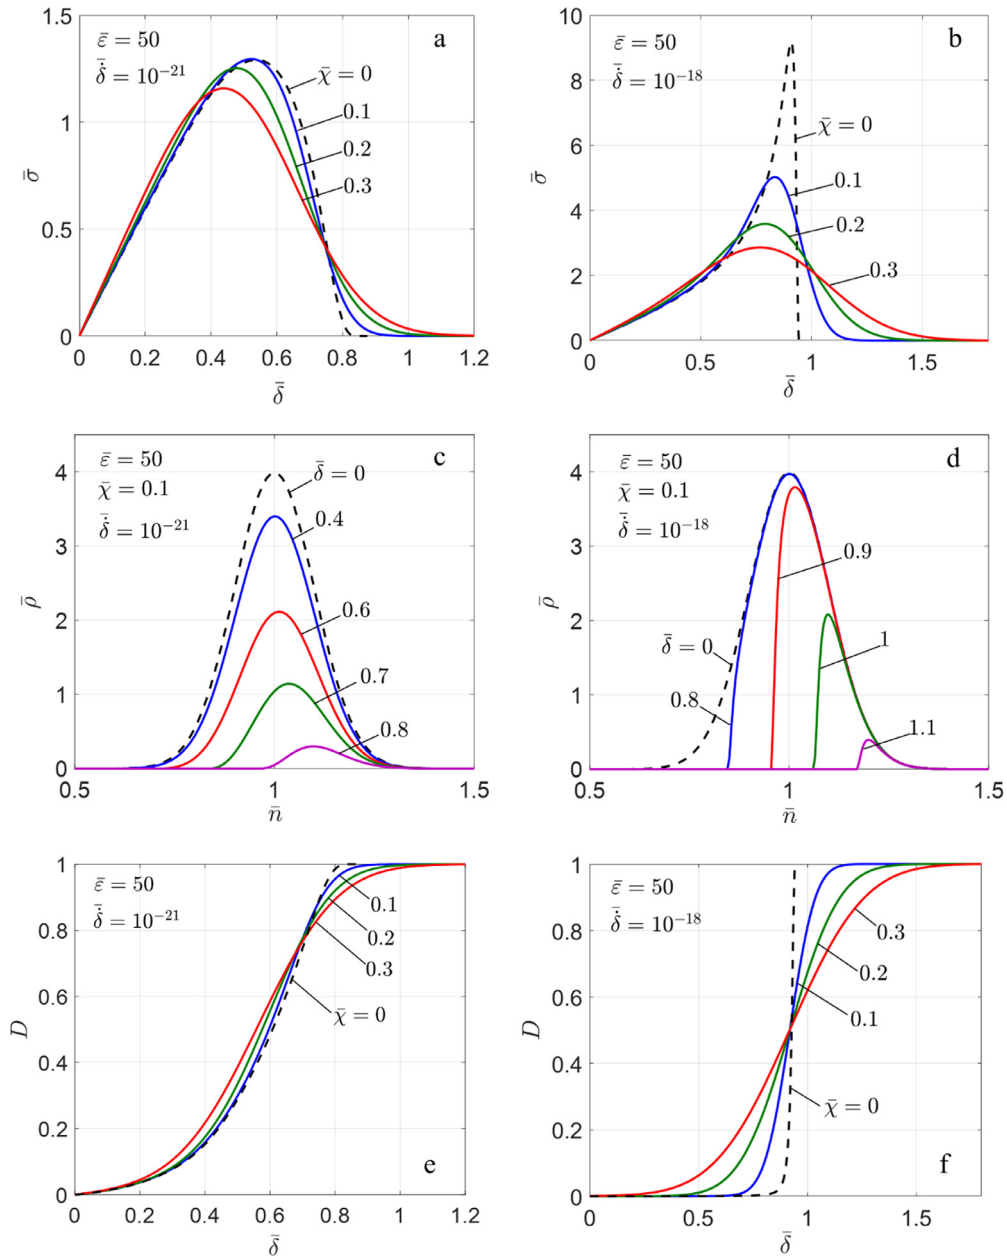 a
ε̄ = 50
δ̄̇ = 10⁻²¹
χ̄ = 0
0.1
0.2
0.3
1.5
1
0.5
0
σ̄
0 0.2 0.4 0.6 0.8 1 1.2
δ̄
b
ε̄ = 50
δ̄̇ = 10⁻¹⁸
χ̄ = 0
0.1
0.2
0.3
10
8
6
4
2
0
σ̄
0 0.5 1 1.5
δ̄
c
ε̄ = 50
χ̄ = 0.1
δ̄̇ = 10⁻²¹
δ̄ = 0
0.4
0.6
0.7
0.8
4
3
2
1
0
ρ̄
0.5 1 1.5
n̄
d
ε̄ = 50
χ̄ = 0.1
δ̄̇ = 10⁻¹⁸
0.9
δ̄ = 0
1
0.8
1.1
4
3
2
1
0
ρ̄
0.5 1 1.5
n̄
ε̄ = 50
δ̄̇ = 10⁻²¹
0.1
0.2
0.3
χ̄ = 0
e
1
0.8
0.6
0.4
0.2
0
D
0 0.2 0.4 0.6 0.8 1 1.2
δ̄
ε̄ = 50
δ̄̇ = 10⁻¹⁸
0.3
0.2
0.1
χ̄ = 0
f
1
0.8
0.6
0.4
0.2
0
D
0 0.5 1 1.5
δ̄